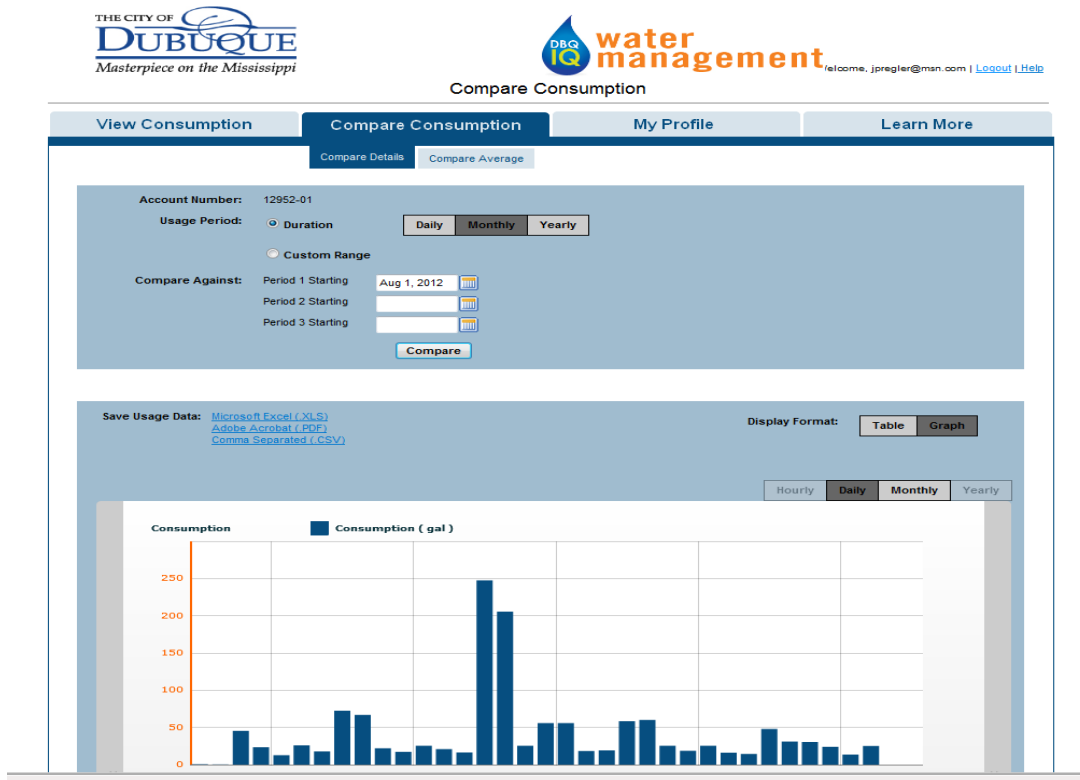 THE CITY OF
DUBUQUE
Masterpiece on the Mississippi
DBQ
IQ
water
management
elcome, jpregler@msn.com | Logout | Help
Compare Consumption
View Consumption
Compare Consumption
My Profile
Learn More
Compare Details
Compare Average
Account Number: 12952-01
Usage Period: Duration Daily Monthly Yearly
Custom Range
Compare Against: Period 1 Starting Aug 1, 2012
Period 2 Starting
Period 3 Starting
Compare
Save Usage Data: Microsoft Excel (.XLS)
Adobe Acrobat (.PDF)
Comma Separated (.CSV)
Display Format: Table Graph
Hourly Daily Monthly Yearly
Consumption Consumption ( gal )
250
200
150
100
50
0